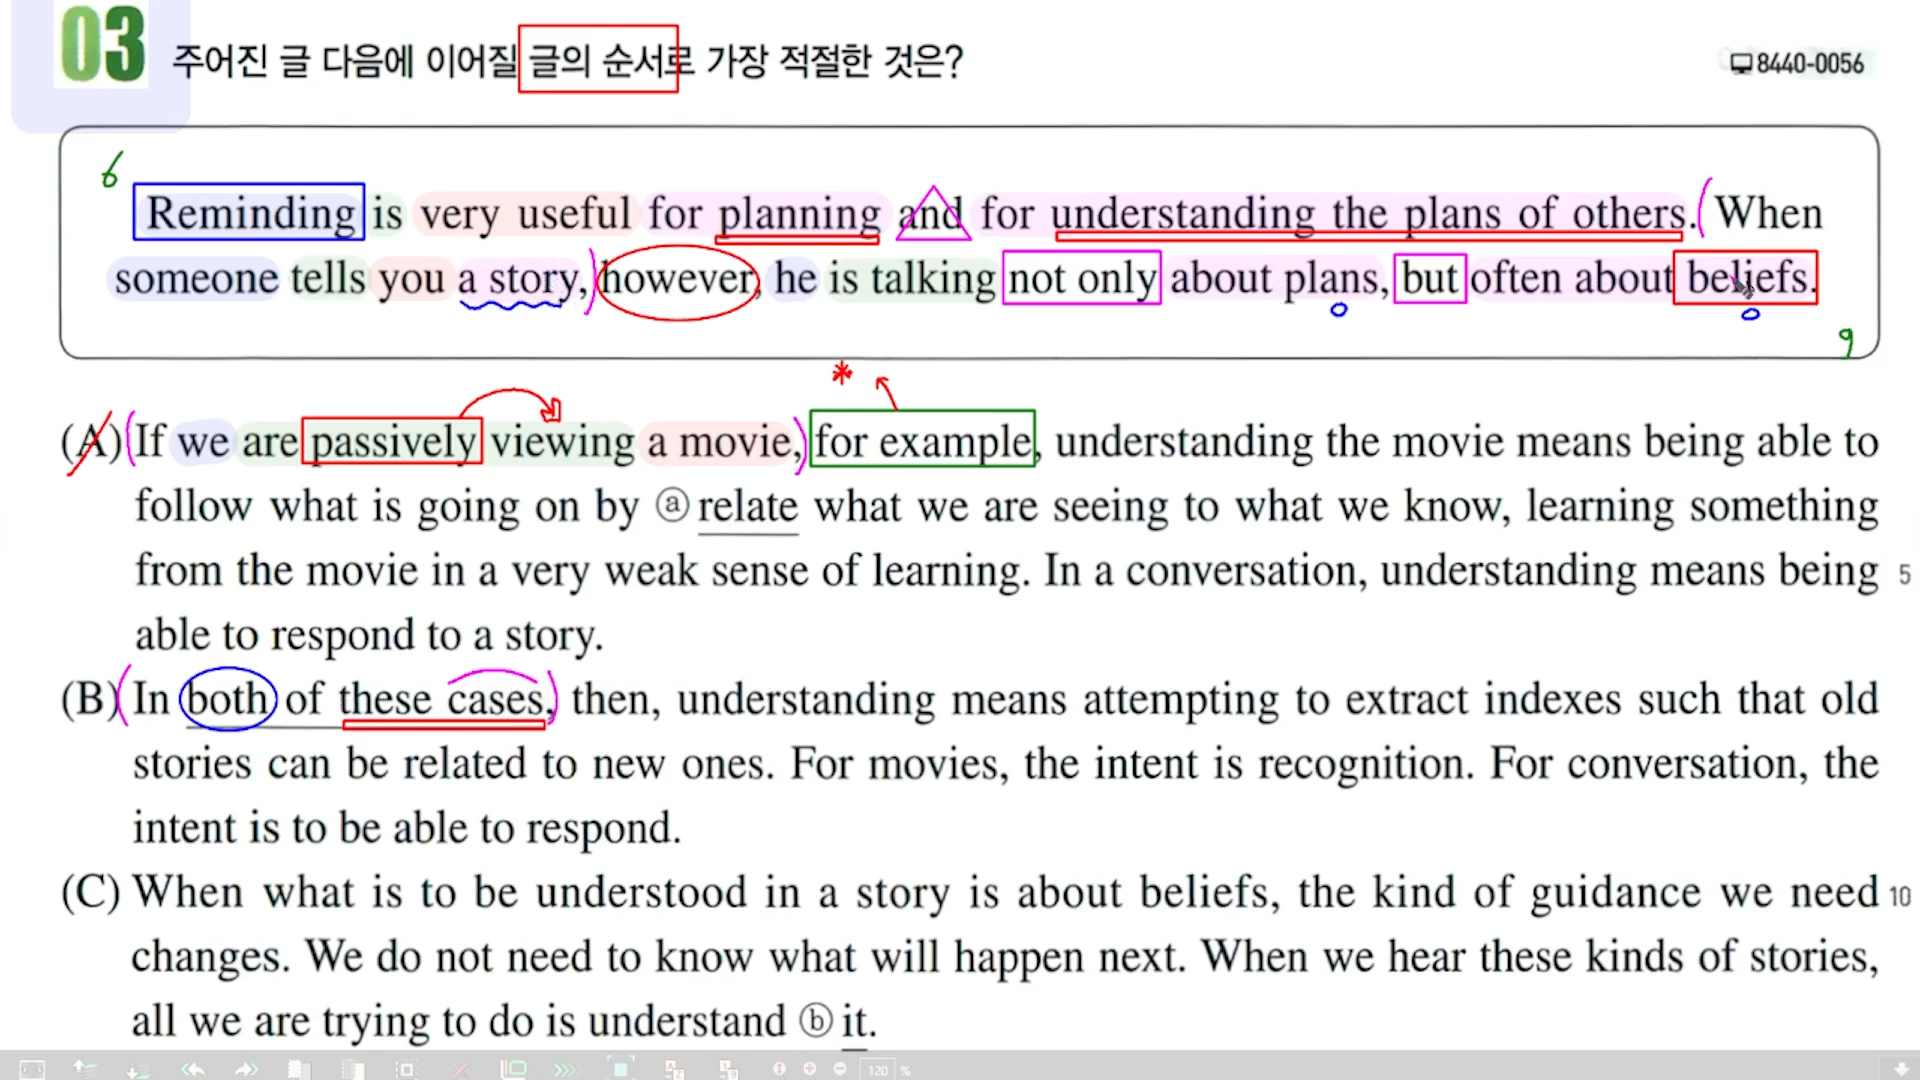 03 주어진 글 다음에 이어질 글의 순서로 가장 적절한 것은? 8440-0056
6
Reminding is very useful for planning and for understanding the plans of others. When
someone tells you a story, however, he is talking not only about plans, but often about beliefs.
9
(A) If we are passively viewing a movie, for example, understanding the movie means being able to
follow what is going on by ⓐ relate what we are seeing to what we know, learning something
from the movie in a very weak sense of learning. In a conversation, understanding means being 5
able to respond to a story.
(B) In both of these cases, then, understanding means attempting to extract indexes such that old
stories can be related to new ones. For movies, the intent is recognition. For conversation, the
intent is to be able to respond.
(C) When what is to be understood in a story is about beliefs, the kind of guidance we need 10
changes. We do not need to know what will happen next. When we hear these kinds of stories,
all we are trying to do is understand ⓑ it.
120 %